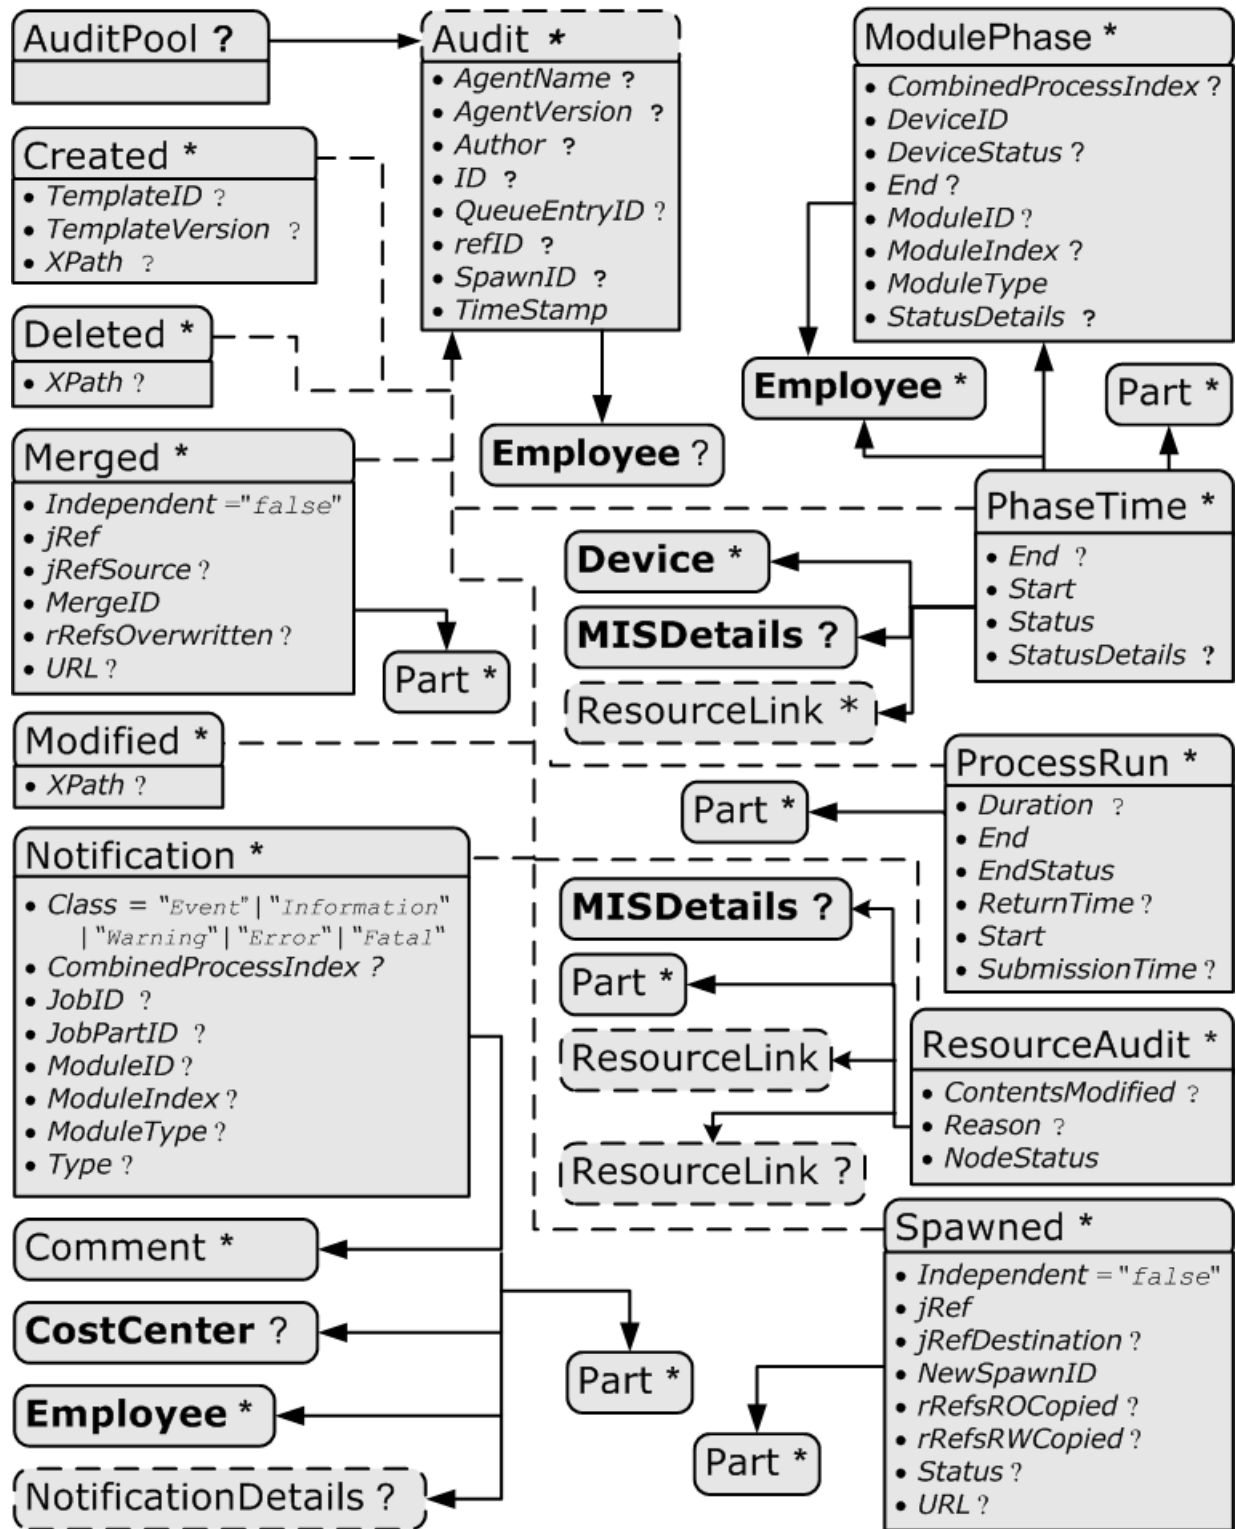 AuditPool ?
Audit *
• AgentName ?
• AgentVersion ?
• Author ?
• ID ?
• QueueEntryID ?
• refID ?
• SpawnID ?
• TimeStamp
ModulePhase *
• CombinedProcessIndex ?
• DeviceID
• DeviceStatus ?
• End ?
• ModuleID ?
• ModuleIndex ?
• ModuleType
• StatusDetails ?
Created *
• TemplateID ?
• TemplateVersion ?
• XPath ?
Deleted *
• XPath ?
Employee *
Part *
Employee ?
Merged *
• Independent ="false"
• jRef
• jRefSource ?
• MergeID
• rRefsOverwritten ?
• URL ?
Part *
PhaseTime *
• End ?
• Start
• Status
• StatusDetails ?
Device *
MISDetails ?
ResourceLink *
Modified *
• XPath ?
ProcessRun *
• Duration ?
• End
• EndStatus
• ReturnTime ?
• Start
• SubmissionTime ?
Part *
Notification *
• Class = "Event" | "Information"
| "Warning" | "Error" | "Fatal"
• CombinedProcessIndex ?
• JobID ?
• JobPartID ?
• ModuleID ?
• ModuleIndex ?
• ModuleType ?
• Type ?
MISDetails ?
Part *
ResourceLink
ResourceLink ?
ResourceAudit *
• ContentsModified ?
• Reason ?
• NodeStatus
Comment *
CostCenter ?
Employee *
NotificationDetails ?
Part *
Part *
Spawned *
• Independent = "false"
• jRef
• jRefDestination ?
• NewSpawnID
• rRefsROCopied ?
• rRefsRWCopied ?
• Status ?
• URL ?